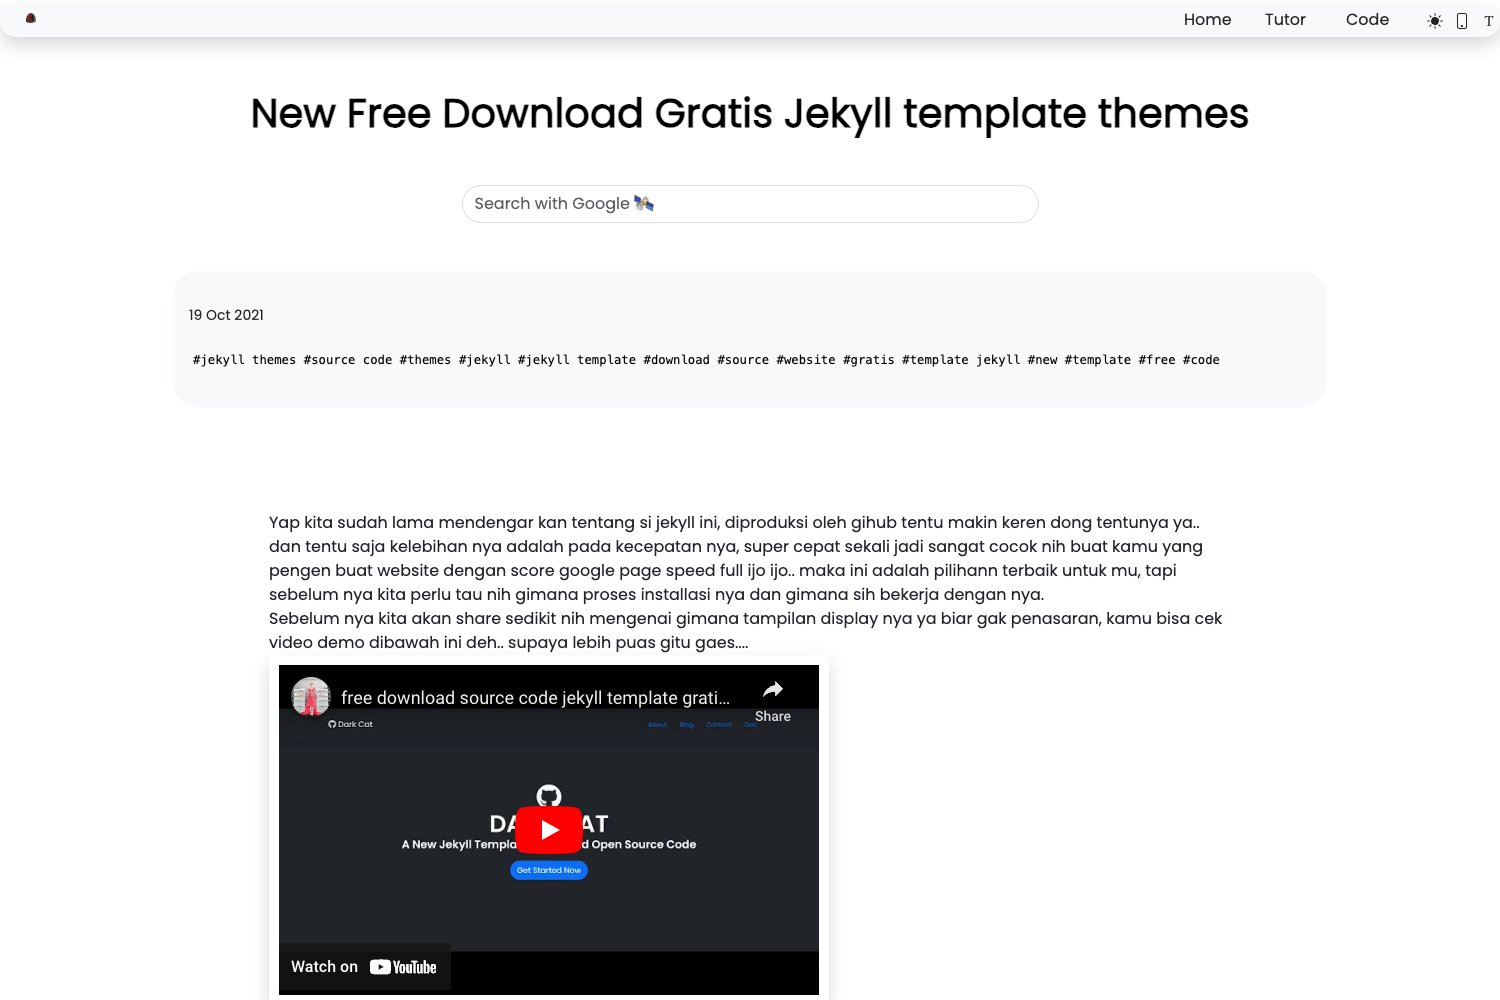 Home Tutor Code T
New Free Download Gratis Jekyll template themes
Search with Google
19 Oct 2021
#jekyll themes #source code #themes #jekyll #jekyll template #download #source #website #gratis #template jekyll #new #template #free #code
Yap kita sudah lama mendengar kan tentang si jekyll ini, diproduksi oleh gihub tentu makin keren dong tentunya ya..
dan tentu saja kelebihan nya adalah pada kecepatan nya, super cepat sekali jadi sangat cocok nih buat kamu yang
pengen buat website dengan score google page speed full ijo ijo.. maka ini adalah pilihann terbaik untuk mu, tapi
sebelum nya kita perlu tau nih gimana proses installasi nya dan gimana sih bekerja dengan nya.
Sebelum nya kita akan share sedikit nih mengenai gimana tampilan display nya ya biar gak penasaran, kamu bisa cek
video demo dibawah ini deh.. supaya lebih puas gitu gaes....
free download source code jekyll template grati...
Share
Dark Cat About Blog Contact Doc
A New Jekyll Open Source Code
Get Started Now
Watch on YouTube